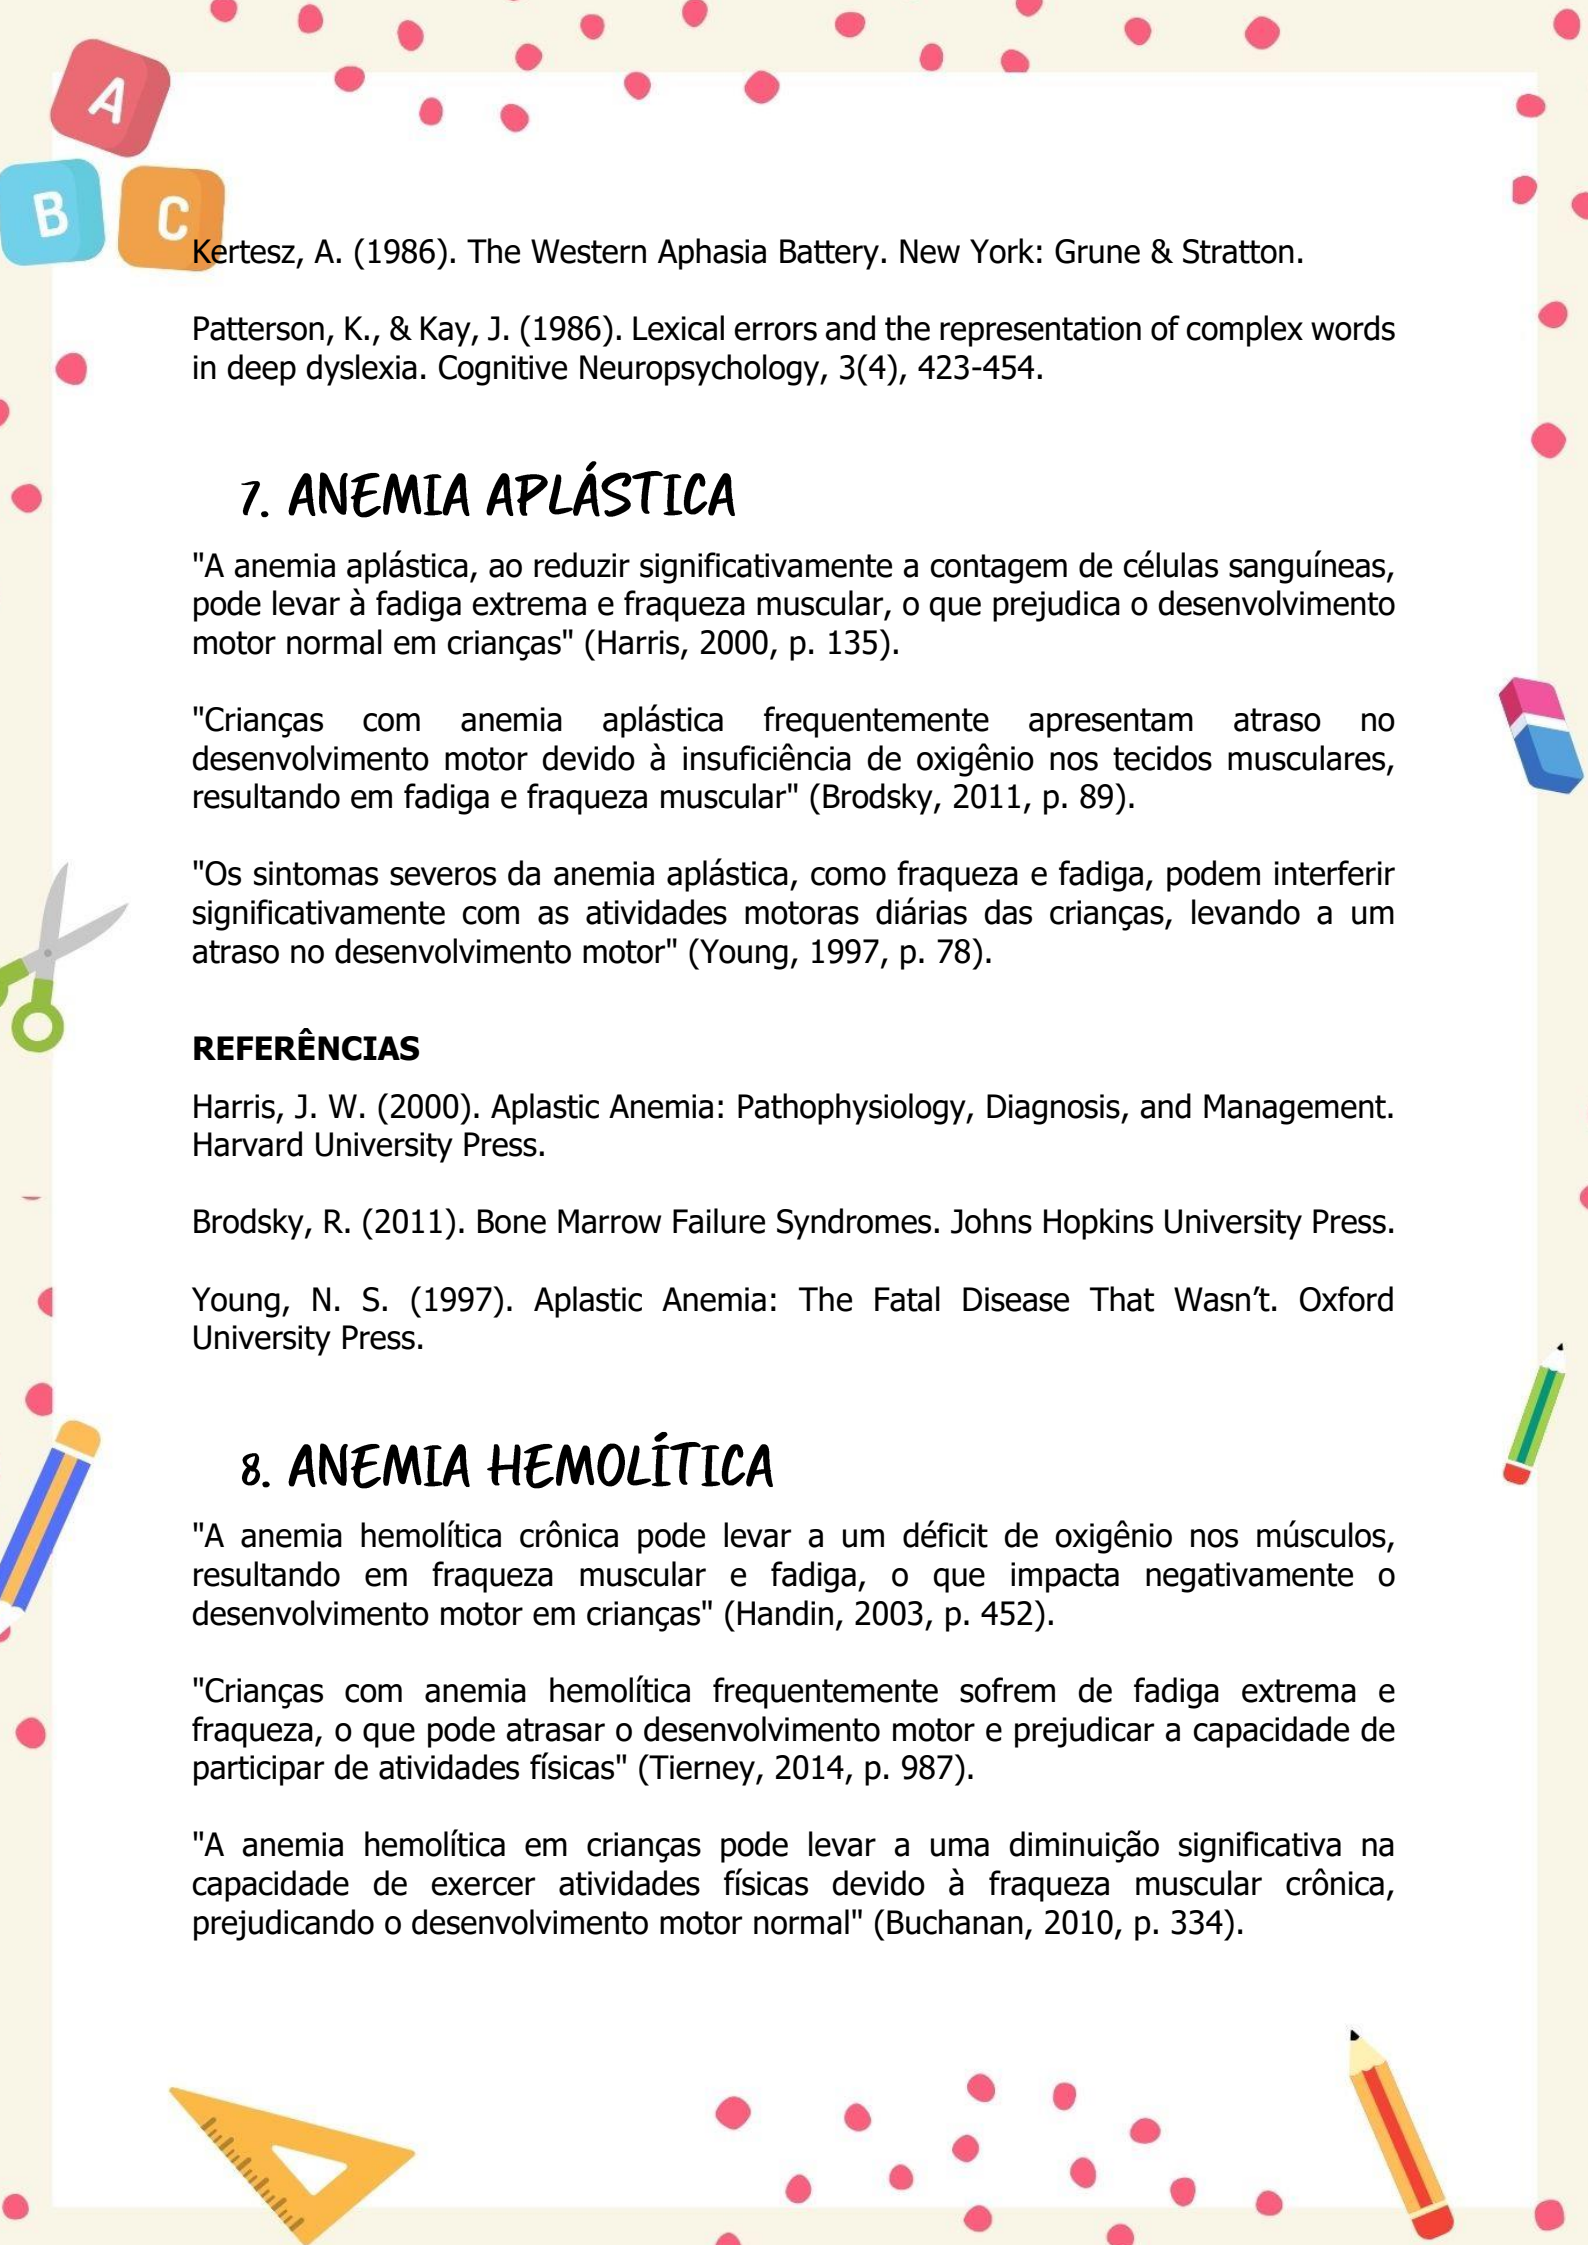 A
B
C
Kertesz, A. (1986). The Western Aphasia Battery. New York: Grune & Stratton.
Patterson, K., & Kay, J. (1986). Lexical errors and the representation of complex words
in deep dyslexia. Cognitive Neuropsychology, 3(4), 423-454.
7. ANEMIA APLÁSTICA
"A anemia aplástica, ao reduzir significativamente a contagem de células sanguíneas,
pode levar à fadiga extrema e fraqueza muscular, o que prejudica o desenvolvimento
motor normal em crianças" (Harris, 2000, p. 135).
"Crianças com anemia aplástica frequentemente apresentam atraso no
desenvolvimento motor devido à insuficiência de oxigênio nos tecidos musculares,
resultando em fadiga e fraqueza muscular" (Brodsky, 2011, p. 89).
"Os sintomas severos da anemia aplástica, como fraqueza e fadiga, podem interferir
significativamente com as atividades motoras diárias das crianças, levando a um
atraso no desenvolvimento motor" (Young, 1997, p. 78).
REFERÊNCIAS
Harris, J. W. (2000). Aplastic Anemia: Pathophysiology, Diagnosis, and Management.
Harvard University Press.
Brodsky, R. (2011). Bone Marrow Failure Syndromes. Johns Hopkins University Press.
Young, N. S. (1997). Aplastic Anemia: The Fatal Disease That Wasn’t. Oxford
University Press.
8. ANEMIA HEMOLÍTICA
"A anemia hemolítica crônica pode levar a um déficit de oxigênio nos músculos,
resultando em fraqueza muscular e fadiga, o que impacta negativamente o
desenvolvimento motor em crianças" (Handin, 2003, p. 452).
"Crianças com anemia hemolítica frequentemente sofrem de fadiga extrema e
fraqueza, o que pode atrasar o desenvolvimento motor e prejudicar a capacidade de
participar de atividades físicas" (Tierney, 2014, p. 987).
"A anemia hemolítica em crianças pode levar a uma diminuição significativa na
capacidade de exercer atividades físicas devido à fraqueza muscular crônica,
prejudicando o desenvolvimento motor normal" (Buchanan, 2010, p. 334).